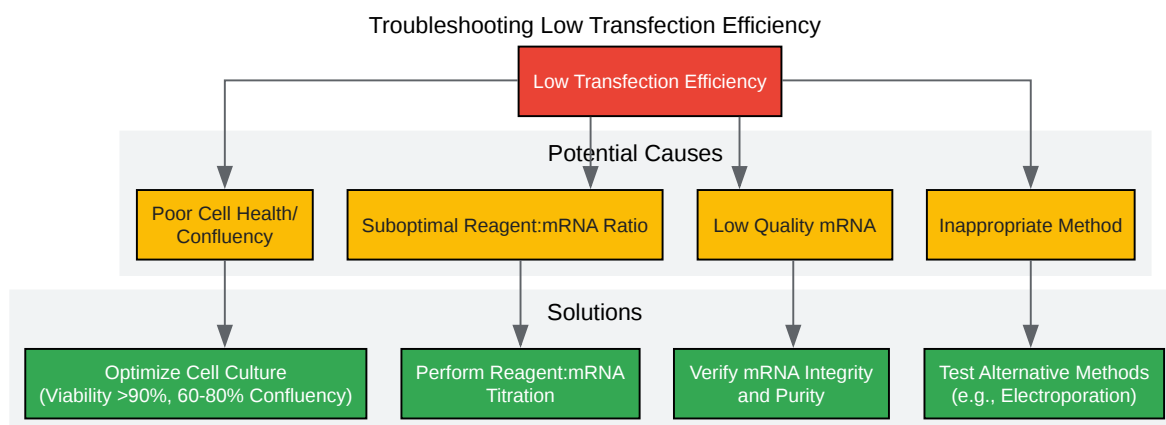 Troubleshooting Low Transfection Efficiency
Low Transfection Efficiency
Potential Causes
Poor Cell Health/
Confluency
Suboptimal Reagent:mRNA Ratio
Low Quality mRNA
Inappropriate Method
Solutions
Optimize Cell Culture
(Viability >90%, 60-80% Confluency)
Perform Reagent:mRNA
Titration
Verify mRNA Integrity
and Purity
Test Alternative Methods
(e.g., Electroporation)